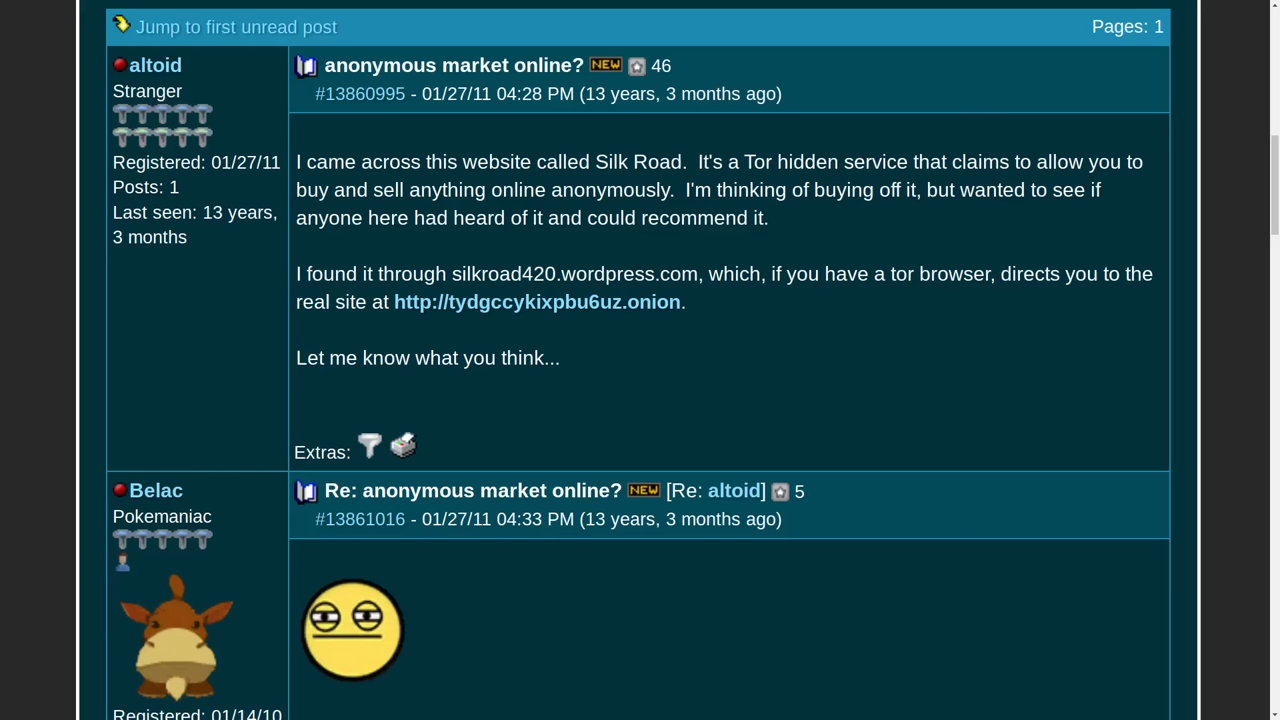 Jump to first unread post Pages: 1
altoid
Stranger
Registered: 01/27/11
Posts: 1
Last seen: 13 years,
3 months
anonymous market online? NEW 46
#13860995 - 01/27/11 04:28 PM (13 years, 3 months ago)
I came across this website called Silk Road. It's a Tor hidden service that claims to allow you to
buy and sell anything online anonymously. I'm thinking of buying off it, but wanted to see if
anyone here had heard of it and could recommend it.
I found it through silkroad420.wordpress.com, which, if you have a tor browser, directs you to the
real site at http://tydgccykixpbu6uz.onion.
Let me know what you think...
Extras:
Belac
Pokemaniac
Registered: 01/14/10
Re: anonymous market online? NEW [Re: altoid] 5
#13861016 - 01/27/11 04:33 PM (13 years, 3 months ago)